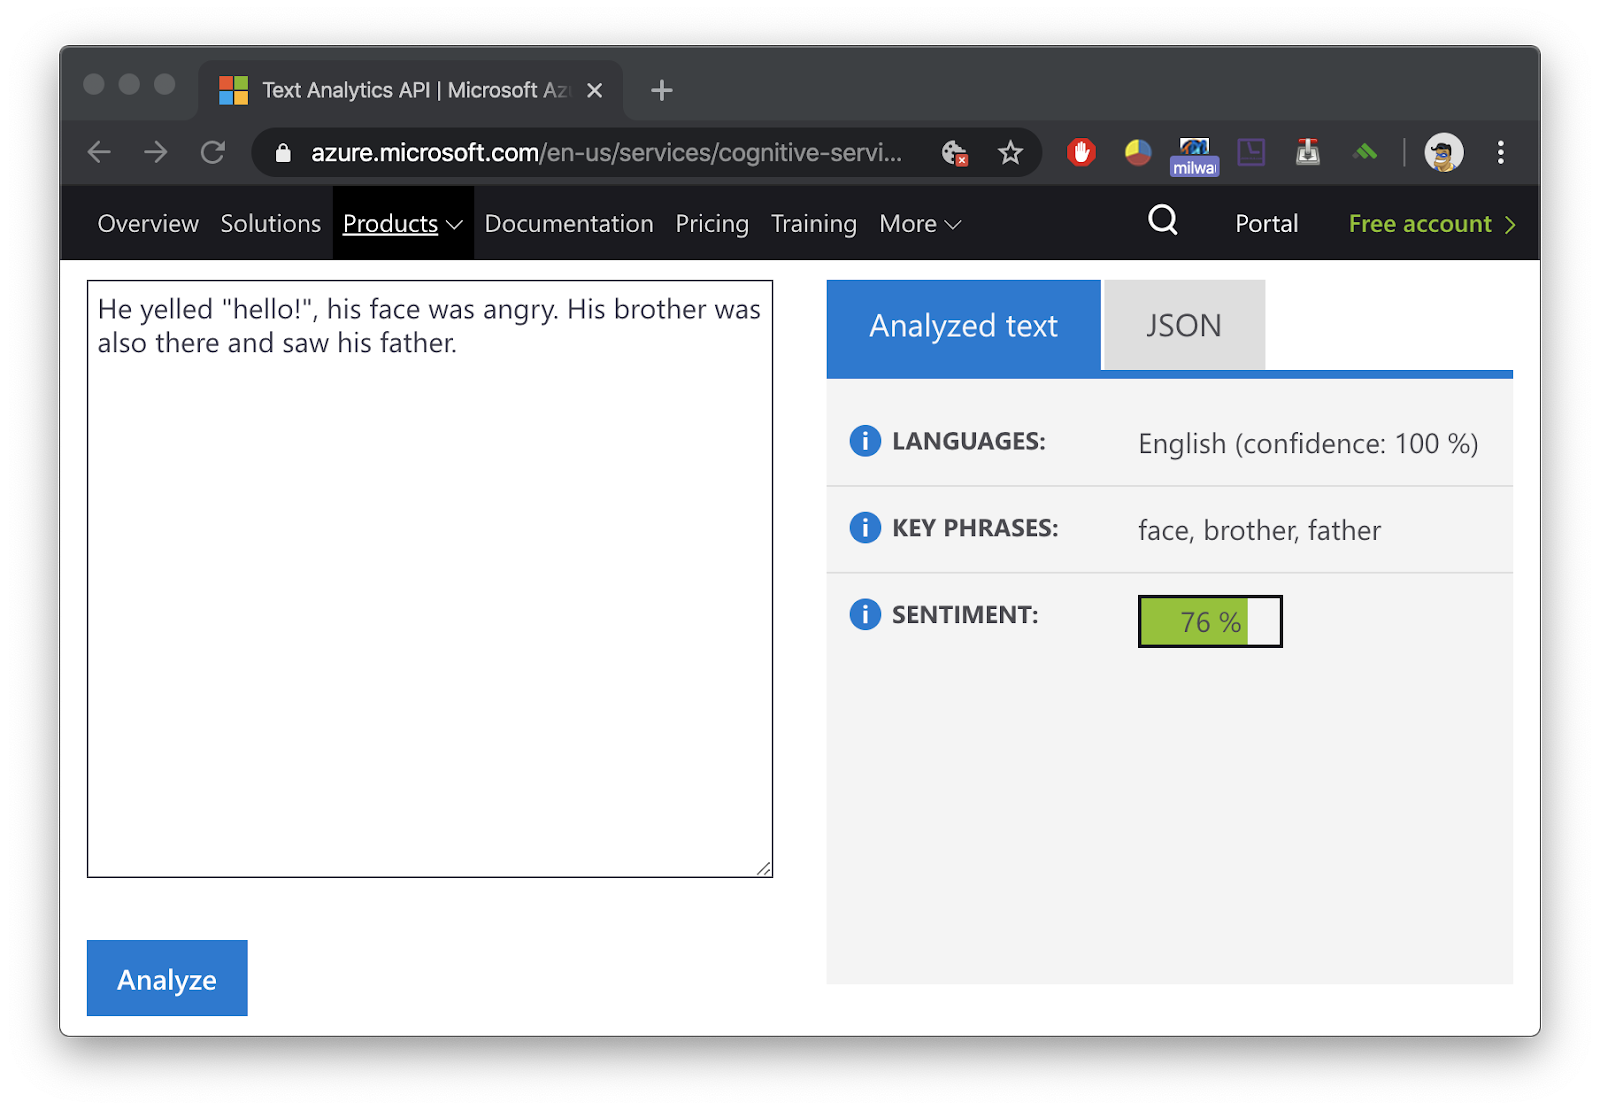 Text Analytics API | Microsoft Az
azure.microsoft.com/en-us/services/cognitive-servi...
milwa
Overview Solutions Products Documentation Pricing Training More Portal Free account
He yelled "hello!", his face was angry. His brother was
also there and saw his father.
Analyze
Analyzed text JSON
LANGUAGES: English (confidence: 100 %)
KEY PHRASES: face, brother, father
SENTIMENT: 76 %